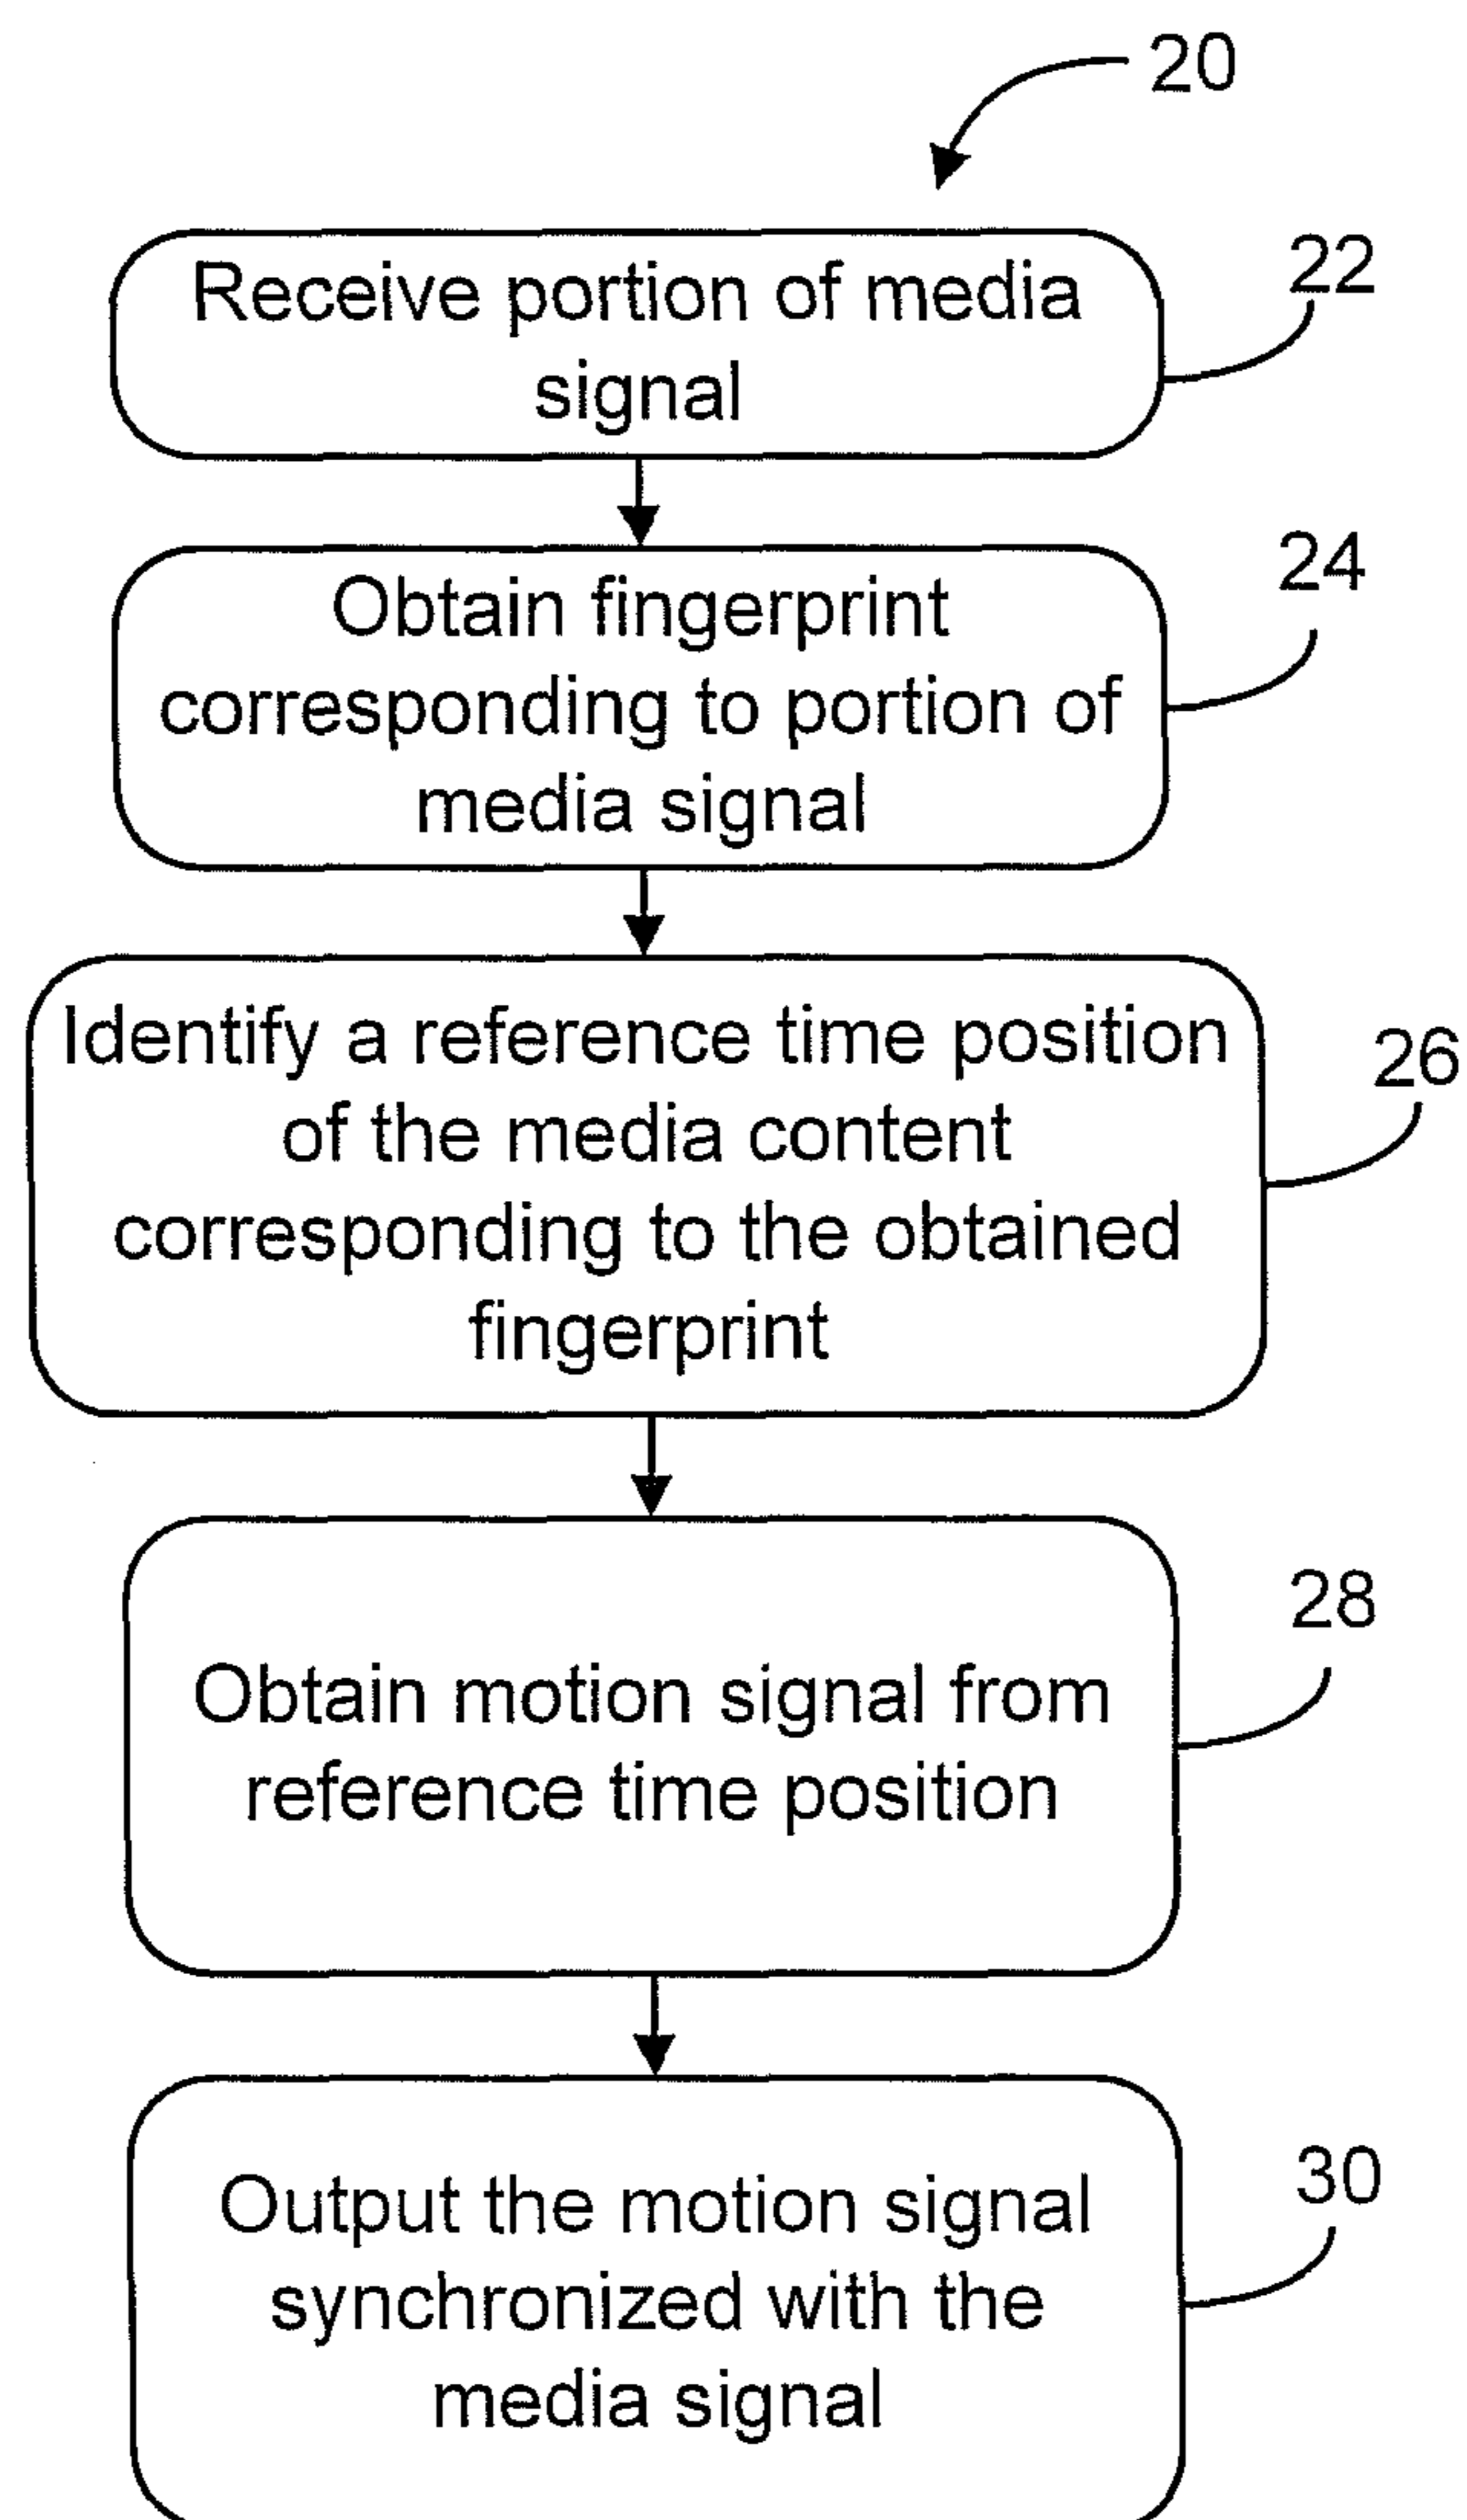 20
Receive portion of media
signal
22
Obtain fingerprint
corresponding to portion of
media signal
24
Identify a reference time position
of the media content
corresponding to the obtained
fingerprint
26
Obtain motion signal from
reference time position
28
Output the motion signal
synchronized with the
media signal
30